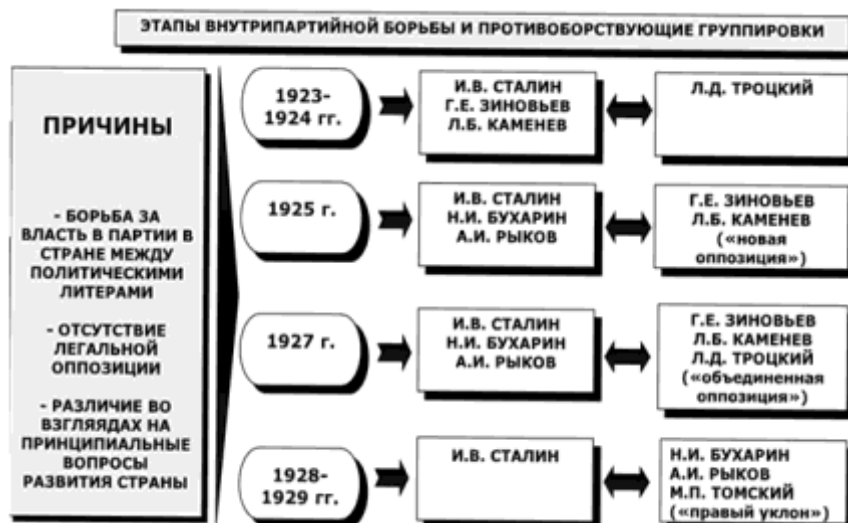 ЭТАПЫ ВНУТРИПАРТИЙНОЙ БОРЬБЫ И ПРОТИВОБОРСТВУЮЩИЕ ГРУППИРОВКИ
ПРИЧИНЫ
- БОРЬБА ЗА
ВЛАСТЬ В ПАРТИИ В
СТРАНЕ МЕЖДУ
ПОЛИТИЧЕСКИМИ
ЛИТЕРАМИ
- ОТСУТСТВИЕ
ЛЕГАЛЬНОЙ
ОППОЗИЦИИ
- РАЗЛИЧИЕ ВО
ВЗГЛЯЯДАХ НА
ПРИНЦИПИАЛЬНЫЕ
ВОПРОСЫ
РАЗВИТИЯ СТРАНЫ
1923-
1924 гг.
И.В. СТАЛИН
Г.Е. ЗИНОВЬЕВ
Л.Б. КАМЕНЕВ
Л.Д. ТРОЦКИЙ
1925 г.
И.В. СТАЛИН
Н.И. БУХАРИН
А.И. РЫКОВ
Г.Е. ЗИНОВЬЕВ
Л.Б. КАМЕНЕВ
(«новая
оппозиция»)
1927 г.
И.В. СТАЛИН
Н.И. БУХАРИН
А.И. РЫКОВ
Г.Е. ЗИНОВЬЕВ
Л.Б. КАМЕНЕВ
Л.Д. ТРОЦКИЙ
(«объединенная
оппозиция»)
1928-
1929 гг.
И.В. СТАЛИН
Н.И. БУХАРИН
А.И. РЫКОВ
М.П. ТОМСКИЙ
(«правый уклон»)